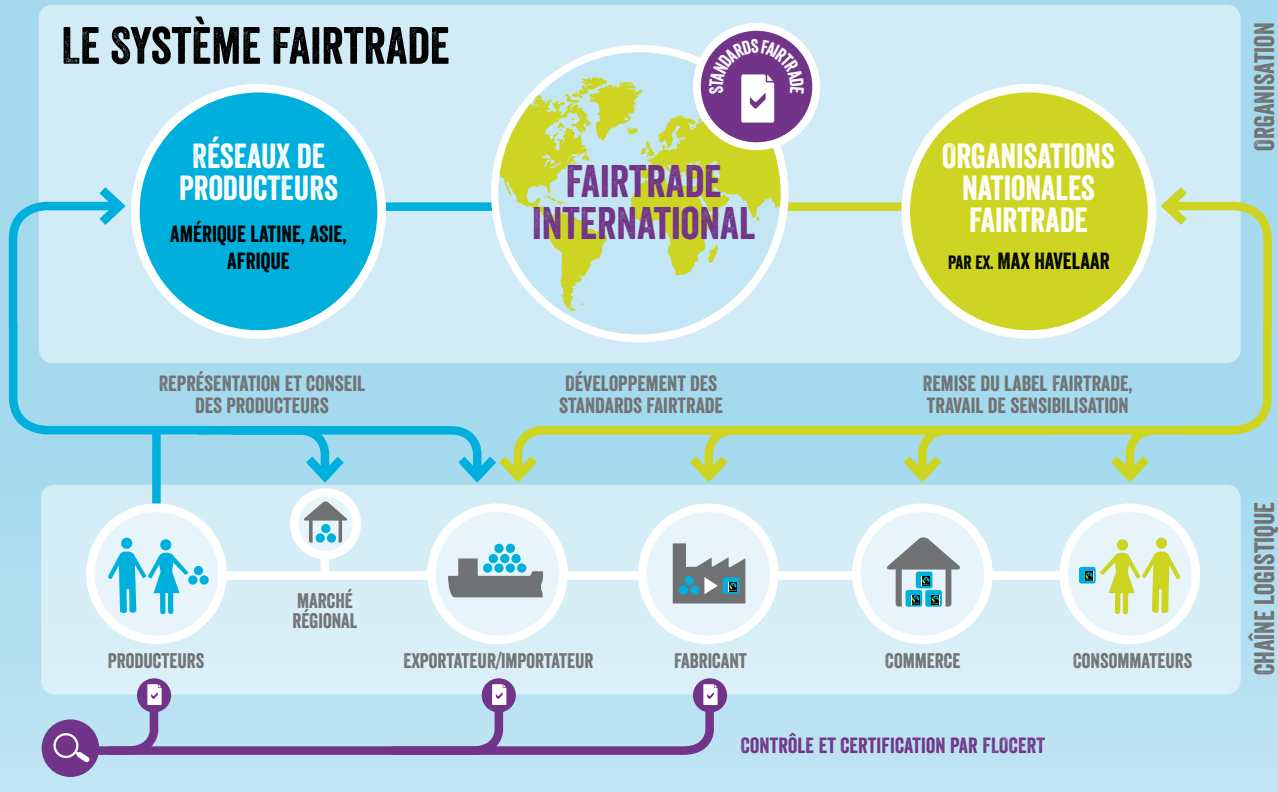 LE SYSTÈME FAIRTRADE
STANDARDS FAIRTRADE
ORGANISATION
RÉSEAUX DE
PRODUCTEURS
AMÉRIQUE LATINE, ASIE,
AFRIQUE
FAIRTRADE
INTERNATIONAL
ORGANISATIONS
NATIONALES
FAIRTRADE
PAR EX. MAX HAVELAAR
REPRÉSENTATION ET CONSEIL
DES PRODUCTEURS
DÉVELOPPEMENT DES
STANDARDS FAIRTRADE
REMISE DU LABEL FAIRTRADE,
TRAVAIL DE SENSIBILISATION
CHAÎNE LOGISTIQUE
MARCHÉ
RÉGIONAL
PRODUCTEURS
EXPORTATEUR/IMPORTATEUR
FABRICANT
COMMERCE
CONSOMMATEURS
CONTRÔLE ET CERTIFICATION PAR FLOCERT